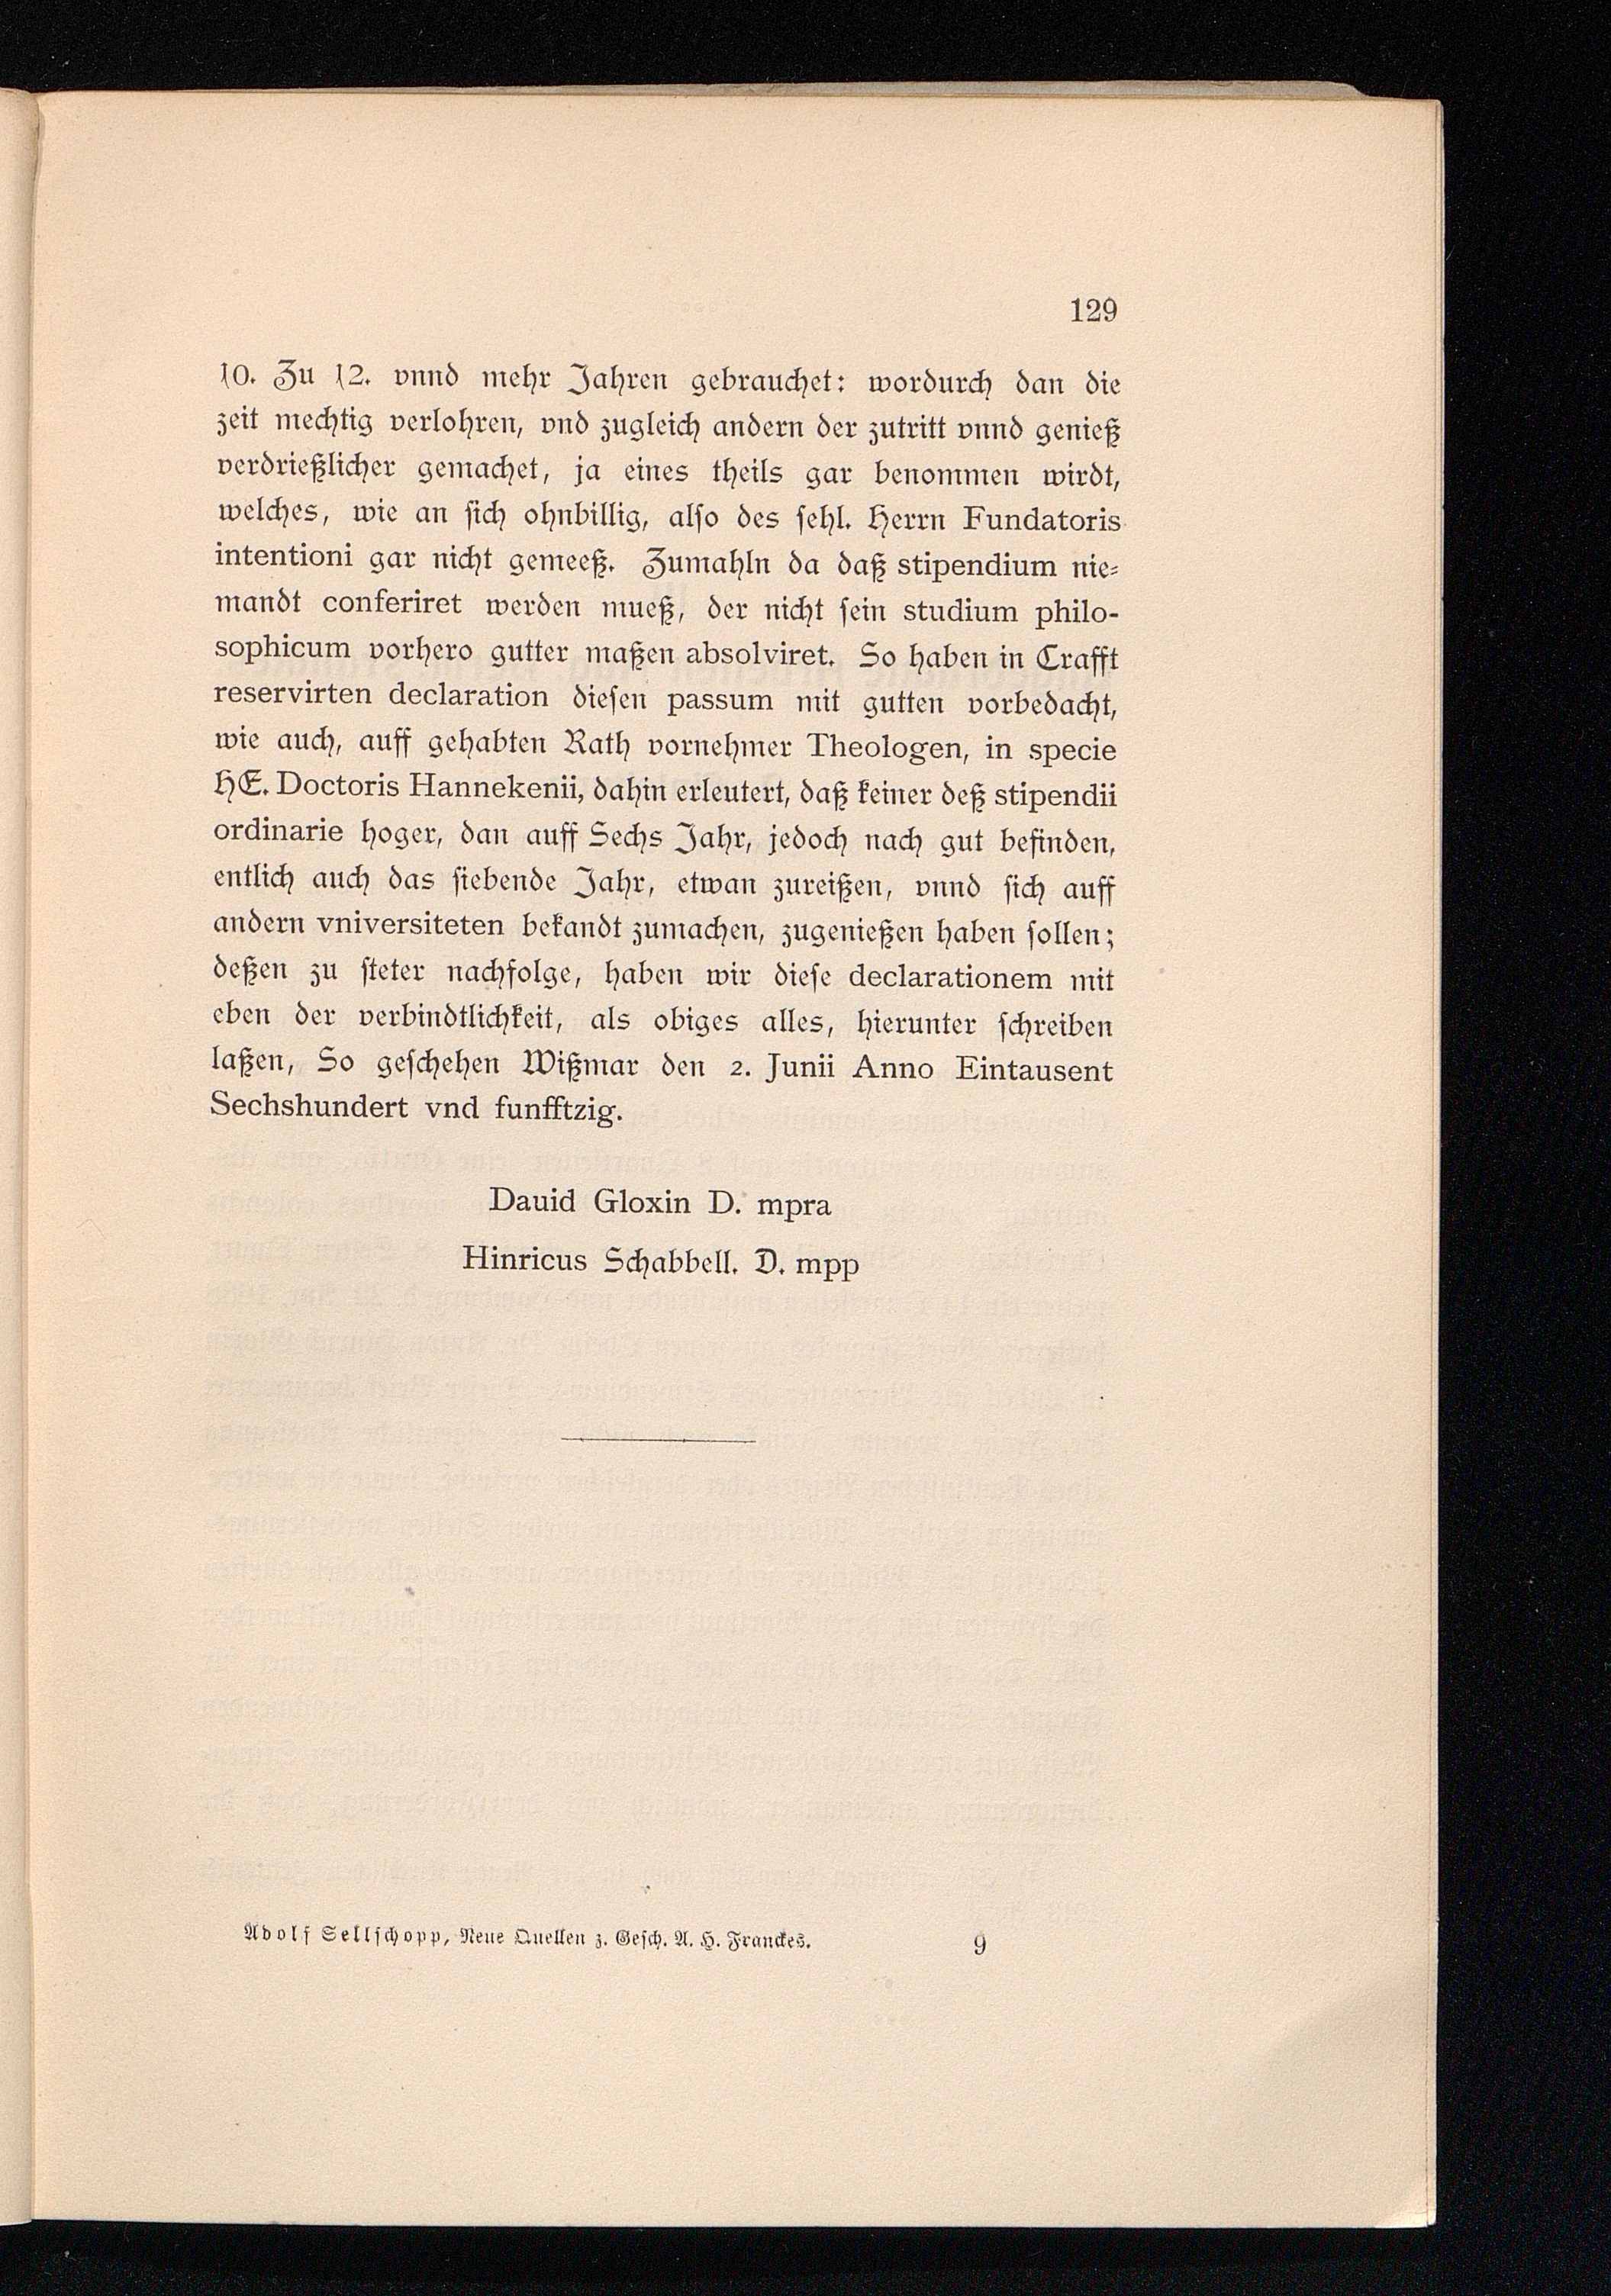 129
10. Zu 12. vnnd mehr Jahren gebrauchet: wordurch dan die
zeit mechtig verlohren, vnd zugleich andern der zutritt vnnd genieß
verdrießlicher gemachet, ja eines theils gar benommen wirdt,
welches, wie an sich ohnbillig, also des sehl. Herrn Fundatoris
intentioni gar nicht gemeeß. Zumahln da daß stipendium nie-
mandt conferiret werden mueß, der nicht sein studium philo-
sophicum vorhero gutter maßen absolviret. So haben in Crafft
reservirten declaration diesen passum mit gutten vorbedacht,
wie auch, auff gehabten Rath vornehmer Theologen, in specie
HE. Doctoris Hannekenii, dahin erleutert, daß keiner deß stipendii
ordinarie hoger, dan auff Sechs Jahr, jedoch nach gut befinden,
entlich auch das siebende Jahr, etwan zureißen, vnnd sich auff
andern vniversiteten bekandt zumachen, zugenießen haben sollen;
deßen zu steter nachfolge, haben wir diese declarationem mit
eben der verbindtlichkeit, als obiges alles, hierunter schreiben
laßen, So geschehen Wißmar den 2. Junii Anno Eintausent
Sechshundert vnd funfftzig.
Dauid Gloxin D. mpra
Hinricus Schabbell. D. mpp
Adolf Sellschopp, Neue Quellen z. Gesch. A. H. Franckes. 9